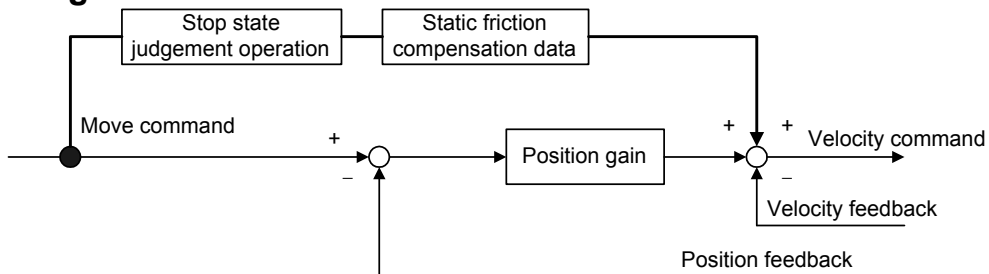 Stop state
judgement operation
Static friction
compensation data
Move command
+
−
Position gain
+
+
Velocity command
−
Velocity feedback
Position feedback